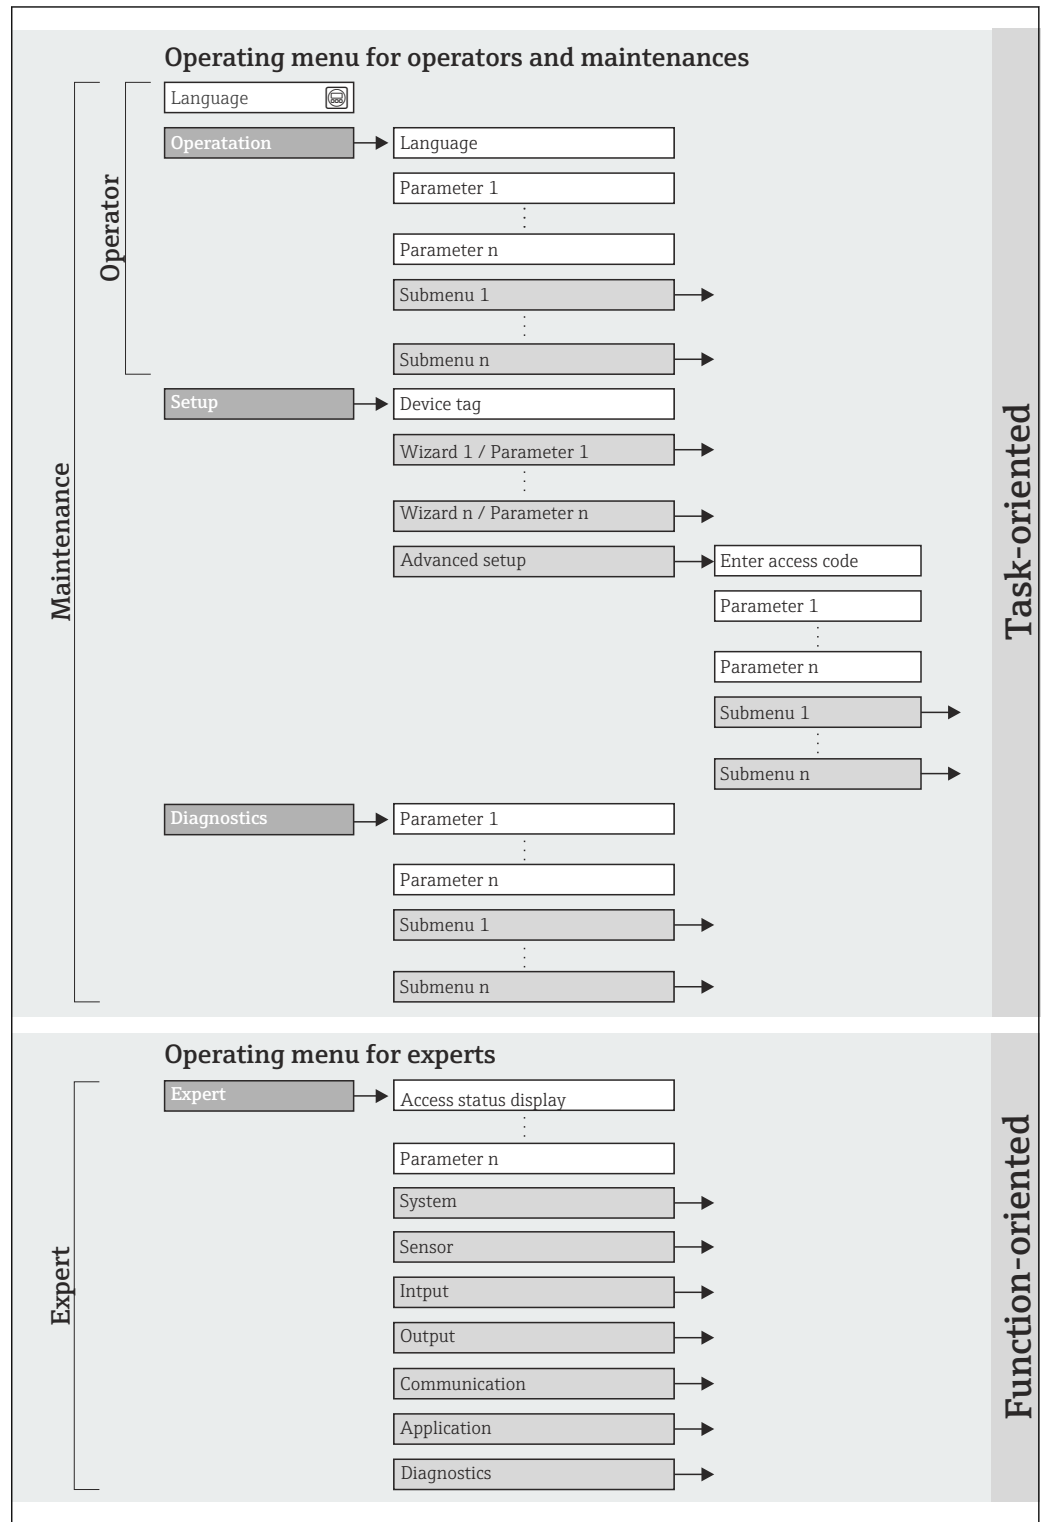 Operating menu for operators and maintenances
Language
Operatation
Language
Parameter 1
Parameter n
Submenu 1
Submenu n
Operator
Setup
Device tag
Wizard 1 / Parameter 1
Wizard n / Parameter n
Advanced setup
Enter access code
Parameter 1
Parameter n
Submenu 1
Submenu n
Maintenance
Diagnostics
Parameter 1
Parameter n
Submenu 1
Submenu n
Task-oriented
Operating menu for experts
Expert
Access status display
Parameter n
System
Sensor
Intput
Output
Communication
Application
Diagnostics
Expert
Function-oriented